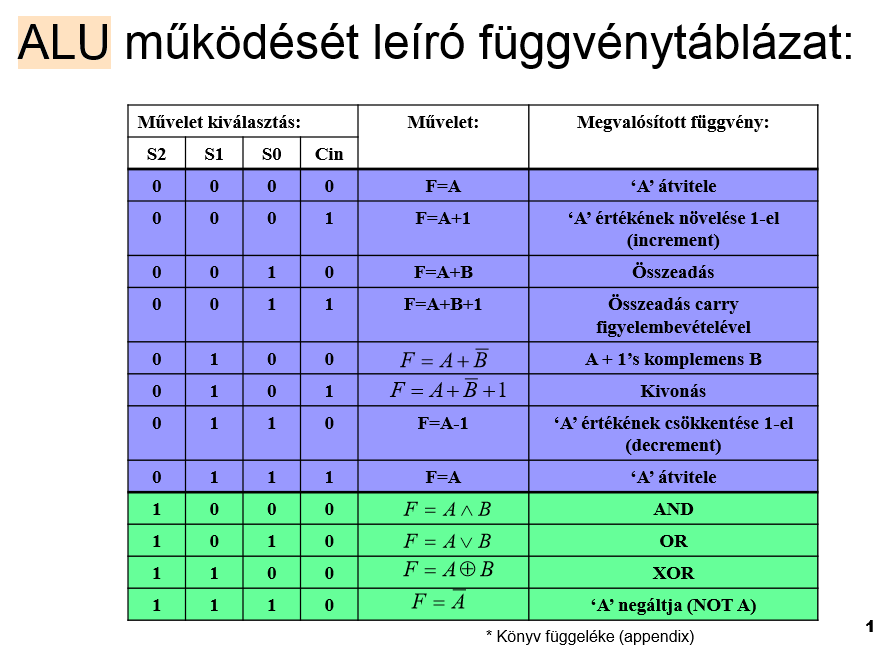 ALU működését leíró függvénytáblázat:
Művelet kiválasztás: Művelet: Megvalósított függvény:
S2 S1 S0 Cin
0 0 0 0 F=A ‘A’ átvitele
0 0 0 1 F=A+1 ‘A’ értékének növelése 1-el
(increment)
0 0 1 0 F=A+B Összeadás
0 0 1 1 F=A+B+1 Összeadás carry
figyelembevételével
0 1 0 0 F = A + B̅ A + 1’s komplemens B
0 1 0 1 F = A + B̅ + 1 Kivonás
0 1 1 0 F=A-1 ‘A’ értékének csökkentése 1-el
(decrement)
0 1 1 1 F=A ‘A’ átvitele
1 0 0 0 F = A ∧ B AND
1 0 1 0 F = A ∨ B OR
1 1 0 0 F = A ⊕ B XOR
1 1 1 0 F = A̅ ‘A’ negáltja (NOT A)
* Könyv függeléke (appendix)
1